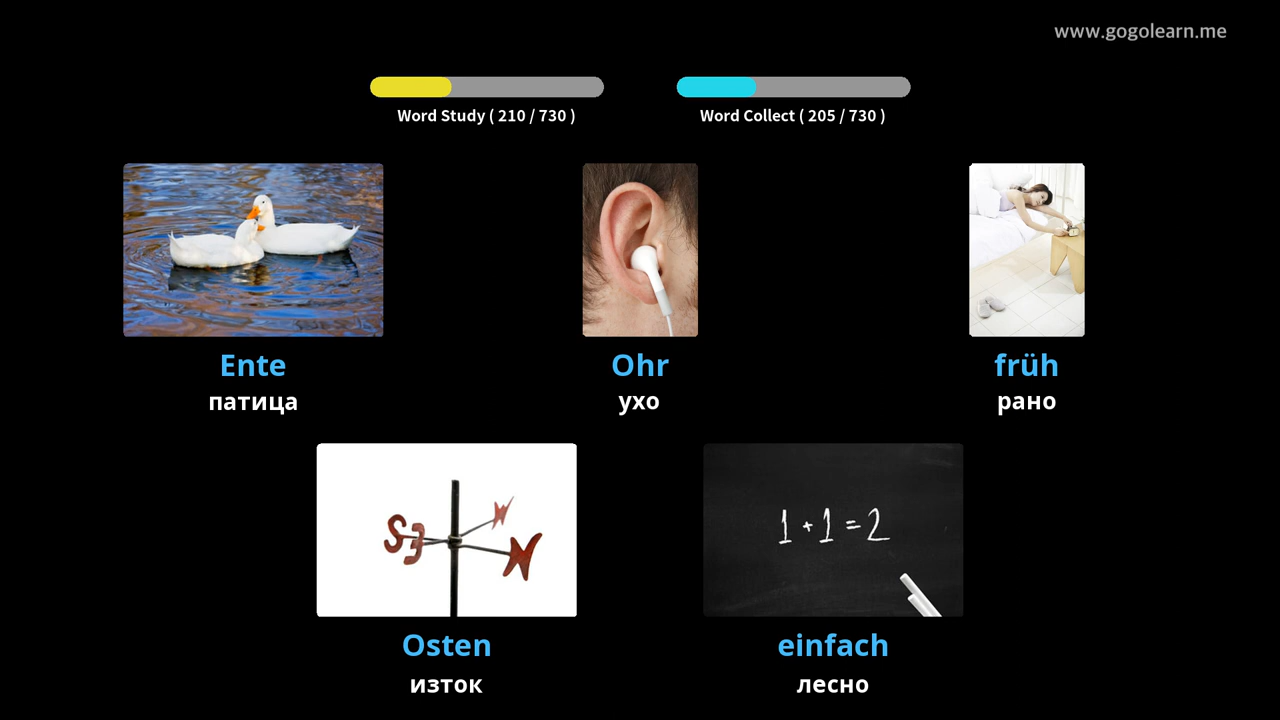 www.gogolearn.me
Word Study ( 210 / 730 )
Word Collect ( 205 / 730 )
Ente
патица
Ohr
ухо
früh
рано
S
E
N
W
1 + 1 = 2
Osten
изток
einfach
лесно